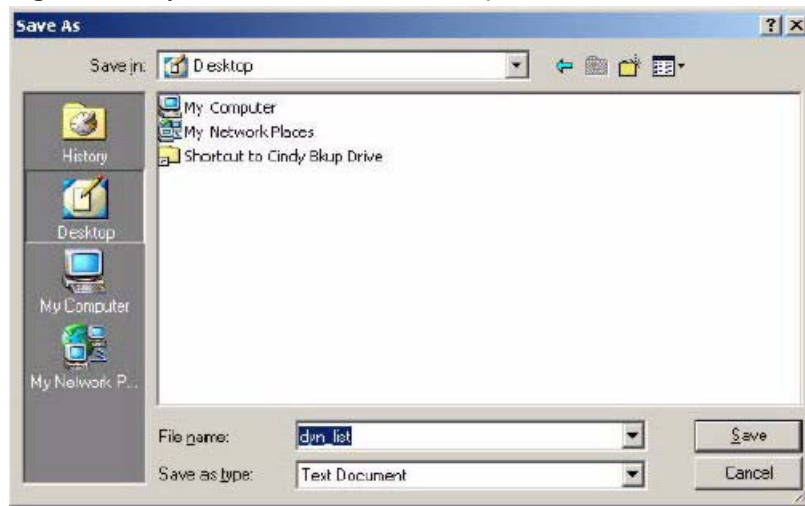 Save As
Save in: Desktop
My Computer
My Network Places
Shortcut to Cindy Bkup Drive
History
Desktop
My Computer
My Network P...
File name: dyn_list
Save
Save as type: Text Document
Cancel